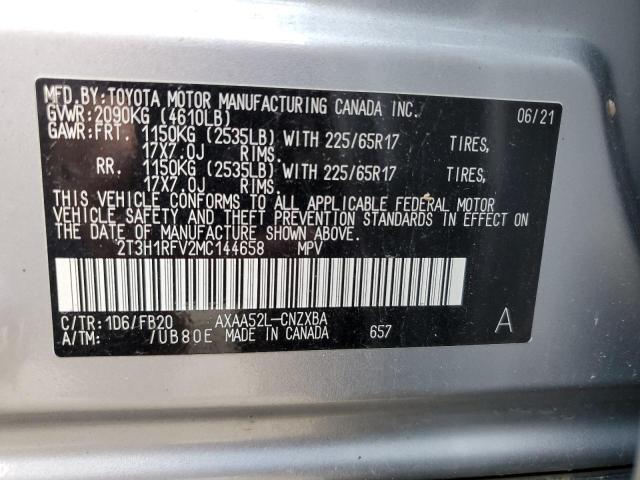 MFD.BY:TOYOTA MOTOR MANUFACTURING CANADA INC.
GVWR:2090KG (4610LB) 06/21
GAWR:FRT. 1150KG (2535LB) WITH 225/65R17 TIRES,
17X7.0J RIMS.
RR. 1150KG (2535LB) WITH 225/65R17 TIRES,
17X7.0J RIMS.
THIS VEHICLE CONFORMS TO ALL APPLICABLE FEDERAL MOTOR
VEHICLE SAFETY AND THEFT PREVENTION STANDARDS IN EFFECT ON
THE DATE OF MANUFACTURE SHOWN ABOVE.
2T3H1RFV2MC144658 MPV
C/TR:1D6/FB20 AXAA52L-CNZXBA A
A/TM: /UB80E MADE IN CANADA 657